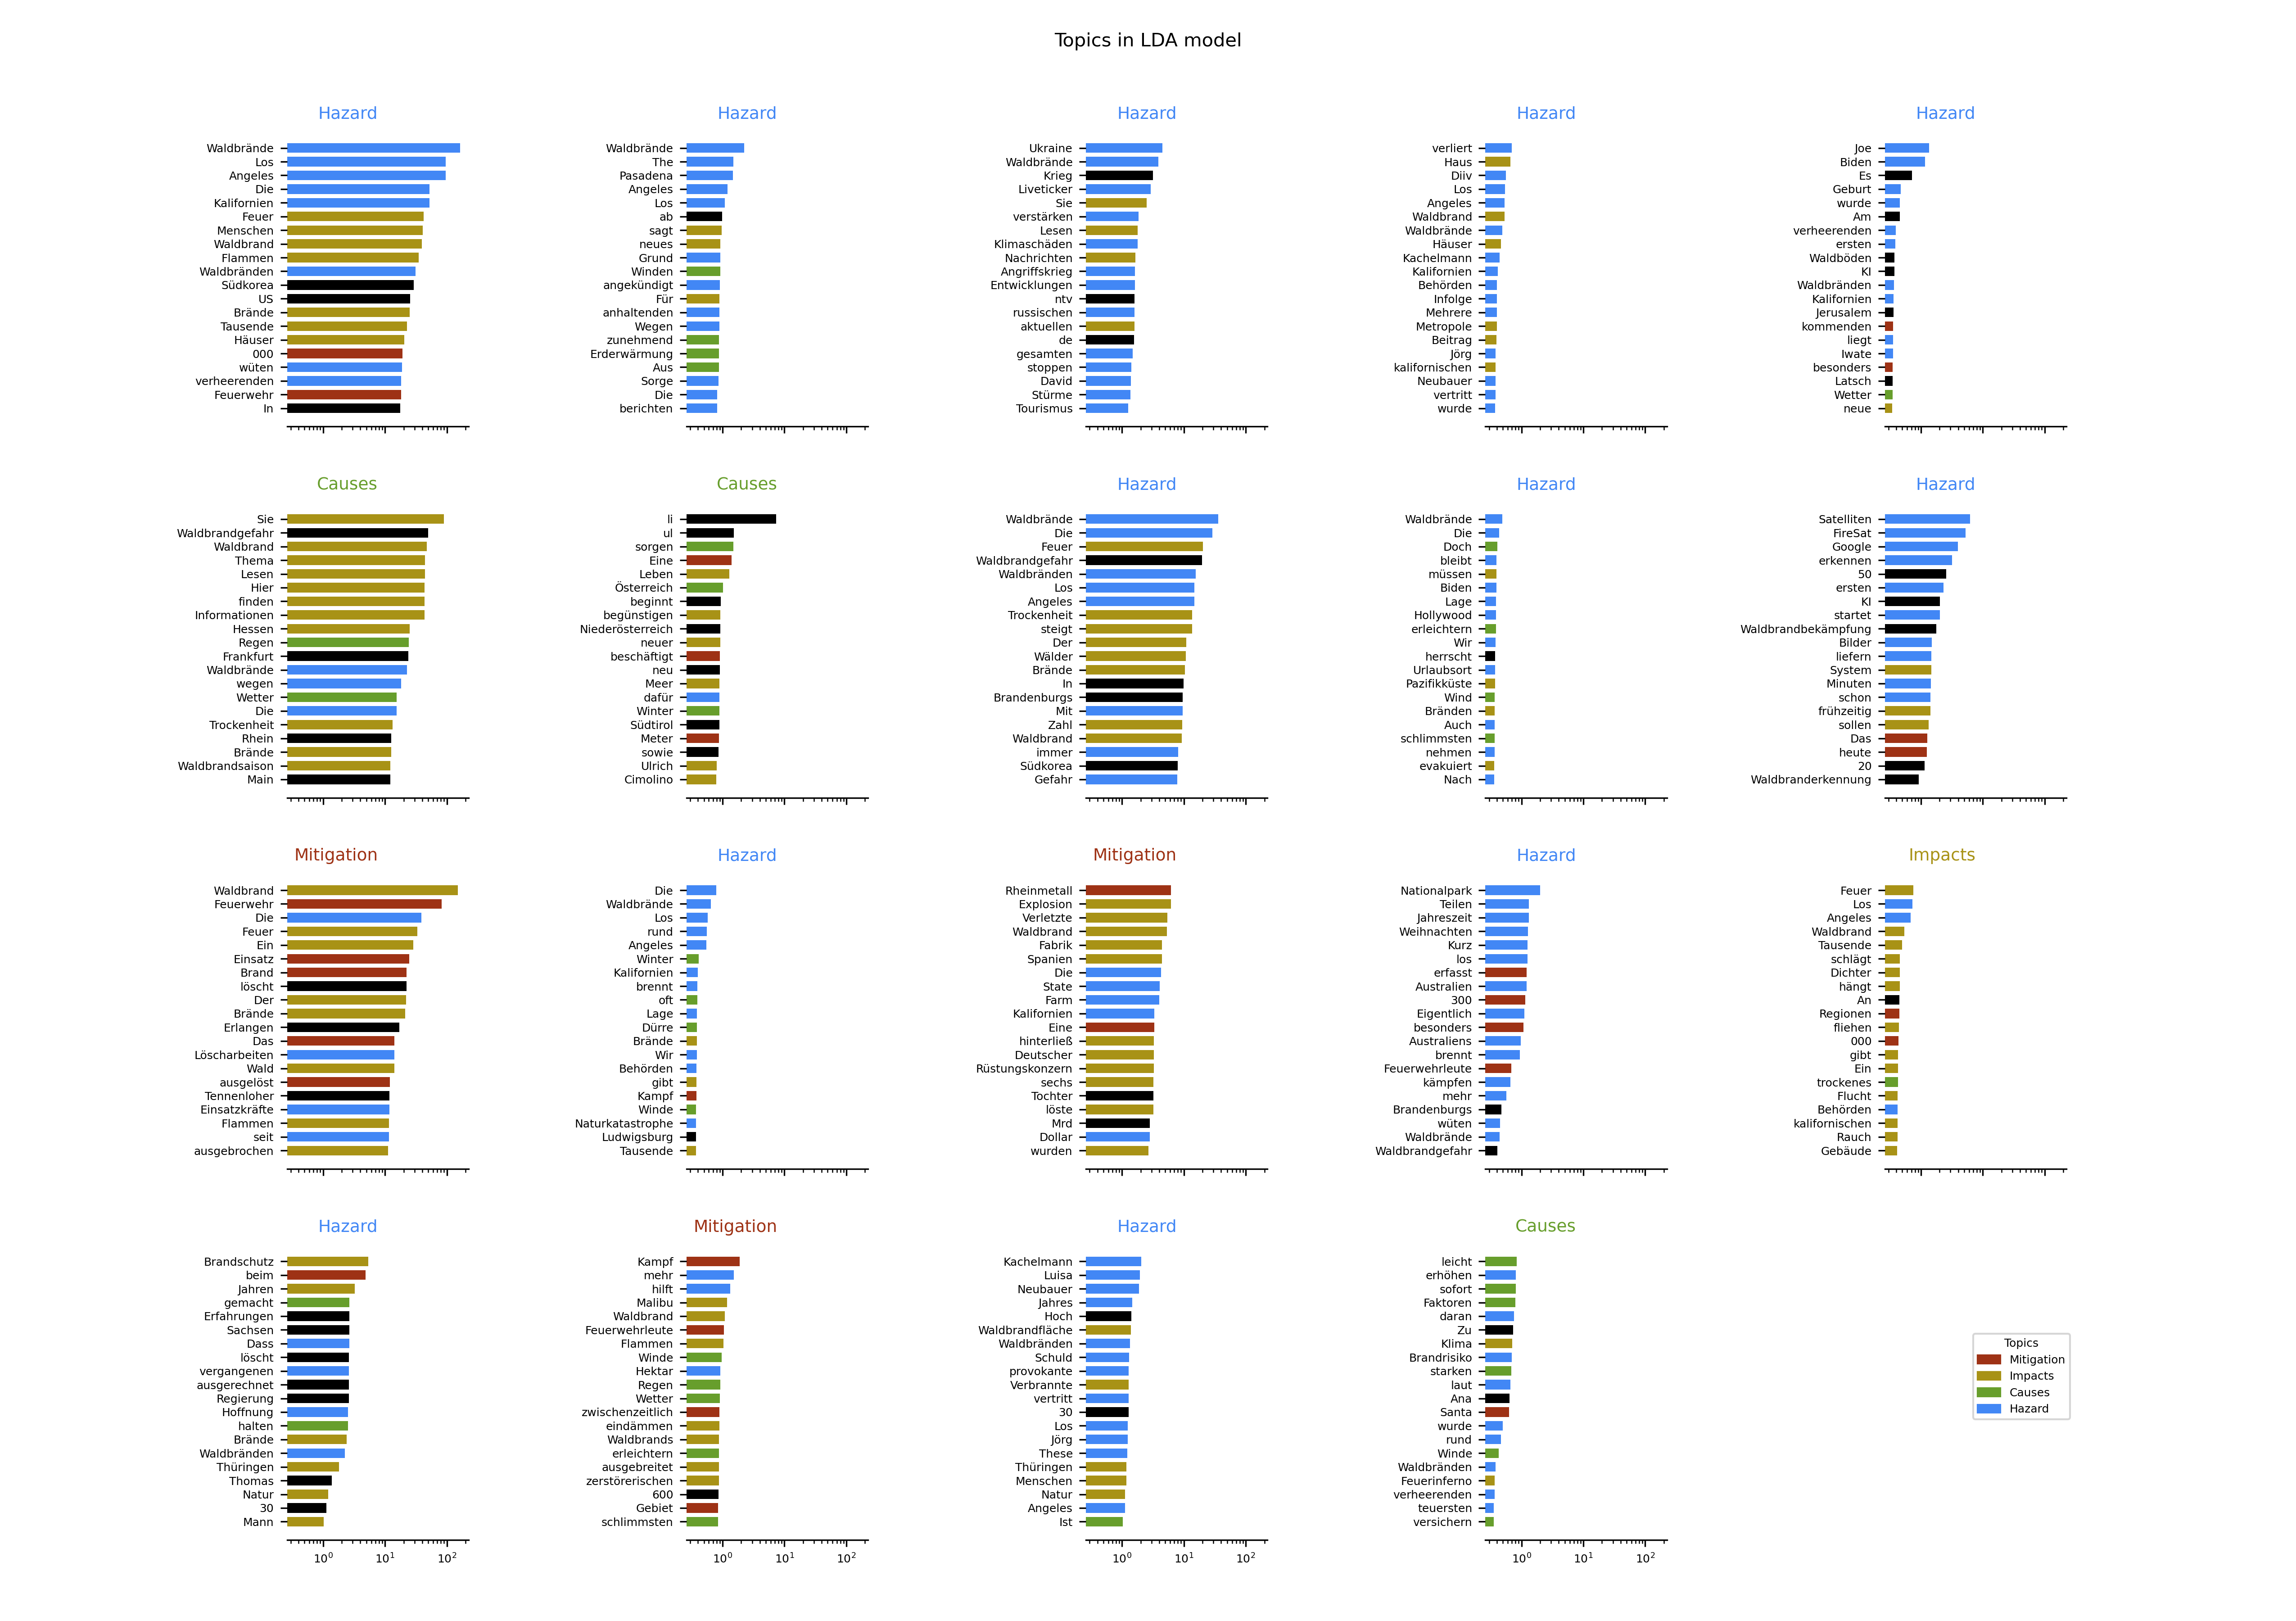 Topics in LDA model
Hazard
Waldbrände
Los
Angeles
Die
Kalifornien
Feuer
Menschen
Waldbrand
Flammen
Waldbränden
Südkorea
US
Brände
Tausende
Häuser
000
wüten
verheerenden
Feuerwehr
In
Hazard
Waldbrände
The
Pasadena
Angeles
Los
ab
sagt
neues
Grund
Winden
angekündigt
Für
anhaltenden
Wegen
zunehmend
Erderwärmung
Aus
Sorge
Die
berichten
Hazard
Ukraine
Waldbrände
Krieg
Liveticker
Sie
verstärken
Lesen
Klimaschäden
Nachrichten
Angriffskrieg
Entwicklungen
ntv
russischen
aktuellen
de
gesamten
stoppen
David
Stürme
Tourismus
Hazard
verliert
Haus
Diiv
Los
Angeles
Waldbrand
Waldbrände
Häuser
Kachelmann
Kalifornien
Behörden
Infolge
Mehrere
Metropole
Beitrag
Jörg
kalifornischen
Neubauer
vertritt
wurde
Hazard
Joe
Biden
Es
Geburt
wurde
Am
verheerenden
ersten
Waldböden
KI
Waldbränden
Kalifornien
Jerusalem
kommenden
liegt
Iwate
besonders
Latsch
Wetter
neue
Causes
Sie
Waldbrandgefahr
Waldbrand
Thema
Lesen
Hier
finden
Informationen
Hessen
Regen
Frankfurt
Waldbrände
wegen
Wetter
Die
Trockenheit
Rhein
Brände
Waldbrandsaison
Main
Causes
li
ul
sorgen
Eine
Leben
Österreich
beginnt
begünstigen
Niederösterreich
neuer
beschäftigt
neu
Meer
dafür
Winter
Südtirol
Meter
sowie
Ulrich
Cimolino
Hazard
Waldbrände
Die
Feuer
Waldbrandgefahr
Waldbränden
Los
Angeles
Trockenheit
steigt
Der
Wälder
Brände
In
Brandenburgs
Mit
Zahl
Waldbrand
immer
Südkorea
Gefahr
Hazard
Waldbrände
Die
Doch
bleibt
müssen
Biden
Lage
Hollywood
erleichtern
Wir
herrscht
Urlaubsort
Pazifikküste
Wind
Bränden
Auch
schlimmsten
nehmen
evakuiert
Nach
Hazard
Satelliten
FireSat
Google
erkennen
50
ersten
KI
startet
Waldbrandbekämpfung
Bilder
liefern
System
Minuten
schon
frühzeitig
sollen
Das
heute
20
Waldbranderkennung
Mitigation
Waldbrand
Feuerwehr
Die
Feuer
Ein
Einsatz
Brand
löscht
Der
Brände
Erlangen
Das
Löscharbeiten
Wald
ausgelöst
Tennenloher
Einsatzkräfte
Flammen
seit
ausgebrochen
Hazard
Die
Waldbrände
Los
rund
Angeles
Winter
Kalifornien
brennt
oft
Lage
Dürre
Brände
Wir
Behörden
gibt
Kampf
Winde
Naturkatastrophe
Ludwigsburg
Tausende
Mitigation
Rheinmetall
Explosion
Verletzte
Waldbrand
Fabrik
Spanien
Die
State
Farm
Kalifornien
Eine
hinterließ
Deutscher
Rüstungskonzern
sechs
Tochter
löste
Mrd
Dollar
wurden
Hazard
Nationalpark
Teilen
Jahreszeit
Weihnachten
Kurz
los
erfasst
Australien
300
Eigentlich
besonders
Australiens
brennt
Feuerwehrleute
kämpfen
mehr
Brandenburgs
wüten
Waldbrände
Waldbrandgefahr
Impacts
Feuer
Los
Angeles
Waldbrand
Tausende
schlägt
Dichter
hängt
An
Regionen
fliehen
000
gibt
Ein
trockenes
Flucht
Behörden
kalifornischen
Rauch
Gebäude
Hazard
Brandschutz
beim
Jahren
gemacht
Erfahrungen
Sachsen
Dass
löscht
vergangenen
ausgerechnet
Regierung
Hoffnung
halten
Brände
Waldbränden
Thüringen
Thomas
Natur
30
Mann
10⁰ 10¹ 10²
Mitigation
Kampf
mehr
hilft
Malibu
Waldbrand
Feuerwehrleute
Flammen
Winde
Hektar
Regen
Wetter
zwischenzeitlich
eindämmen
Waldbrands
erleichtern
ausgebreitet
zerstörerischen
600
Gebiet
schlimmsten
10⁰ 10¹ 10²
Hazard
Kachelmann
Luisa
Neubauer
Jahres
Hoch
Waldbrandfläche
Waldbränden
Schuld
provokante
Verbrannte
vertritt
30
Los
Jörg
These
Thüringen
Menschen
Natur
Angeles
Ist
10⁰ 10¹ 10²
Causes
leicht
erhöhen
sofort
Faktoren
daran
Zu
Klima
Brandrisiko
starken
laut
Ana
Santa
wurde
rund
Winde
Waldbränden
Feuerinferno
verheerenden
teuersten
versichern
10⁰ 10¹ 10²
Topics
Mitigation
Impacts
Causes
Hazard